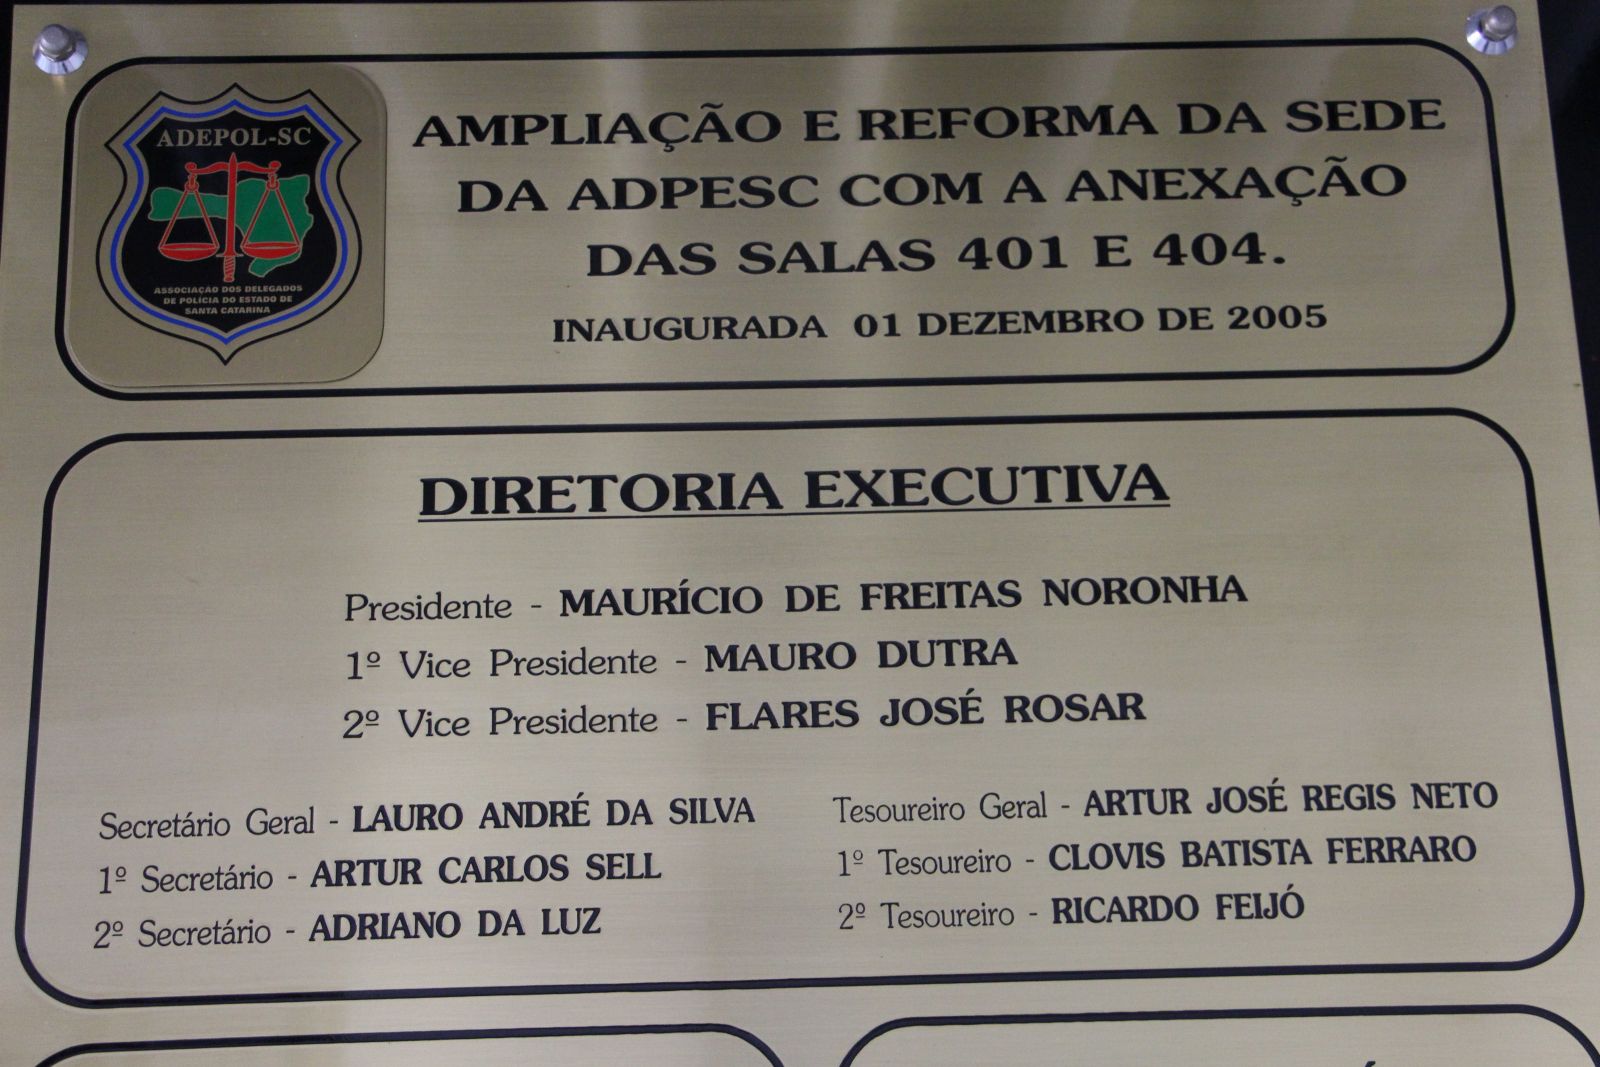 ADEPOL-SC
ASSOCIAÇÃO DOS DELEGADOS
DE POLÍCIA DO ESTADO DE
SANTA CATARINA
AMPLIAÇÃO E REFORMA DA SEDE
DA ADPESC COM A ANEXAÇÃO
DAS SALAS 401 E 404.
INAUGURADA 01 DEZEMBRO DE 2005
DIRETORIA EXECUTIVA
Presidente - MAURÍCIO DE FREITAS NORONHA
1º Vice Presidente - MAURO DUTRA
2º Vice Presidente - FLARES JOSÉ ROSAR
Secretário Geral - LAURO ANDRÉ DA SILVA
1º Secretário - ARTUR CARLOS SELL
2º Secretário - ADRIANO DA LUZ
Tesoureiro Geral - ARTUR JOSÉ REGIS NETO
1º Tesoureiro - CLOVIS BATISTA FERRARO
2º Tesoureiro - RICARDO FEIJÓ